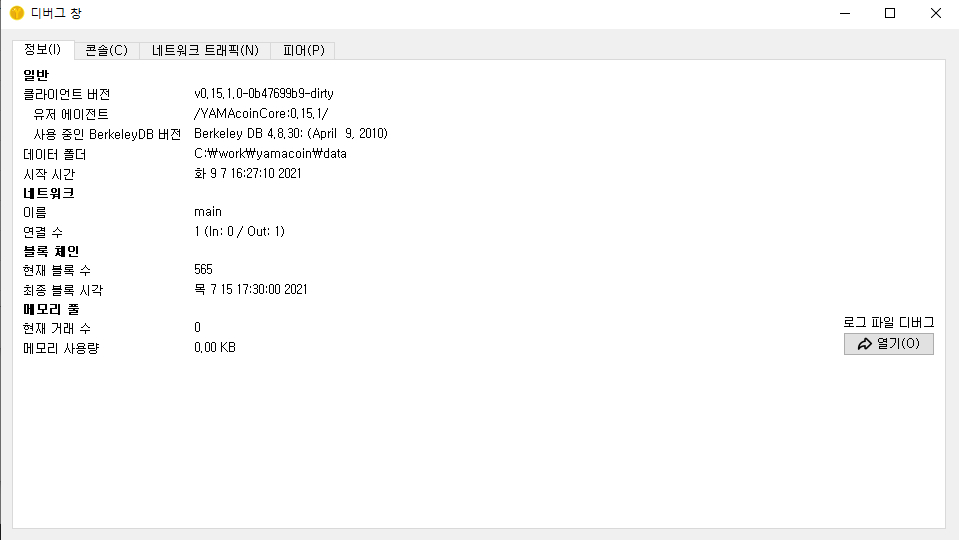 디버그 창
정보(I) 콘솔(C) 네트워크 트래픽(N) 피어(P)
일반
클라이언트 버전 v0.15.1.0-0b47699b9-dirty
유저 에이전트 /YAMAcoinCore:0.15.1/
사용 중인 BerkeleyDB 버전 Berkeley DB 4.8.30: (April  9, 2010)
데이터 폴더 C:₩work₩yamacoin₩data
시작 시간 화 9 7 16:27:10 2021
네트워크
이름 main
연결 수 1 (In: 0 / Out: 1)
블록 체인
현재 블록 수 565
최종 블록 시각 목 7 15 17:30:00 2021
메모리 풀
현재 거래 수 0
메모리 사용량 0.00 KB
로그 파일 디버그
열기(O)